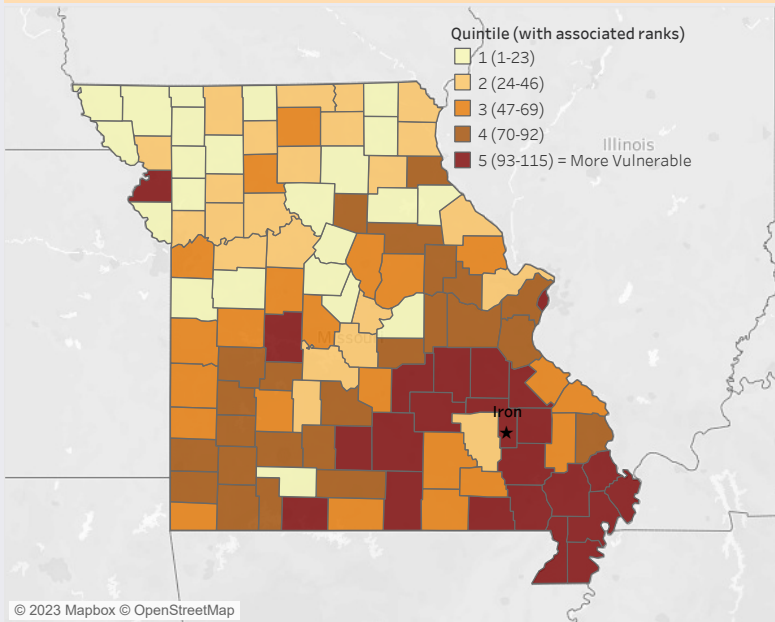 Quintile (with associated ranks)
1 (1-23)
2 (24-46)
3 (47-69)
4 (70-92)
5 (93-115) = More Vulnerable
Illinois
Missouri
Iron
© 2023 Mapbox © OpenStreetMap